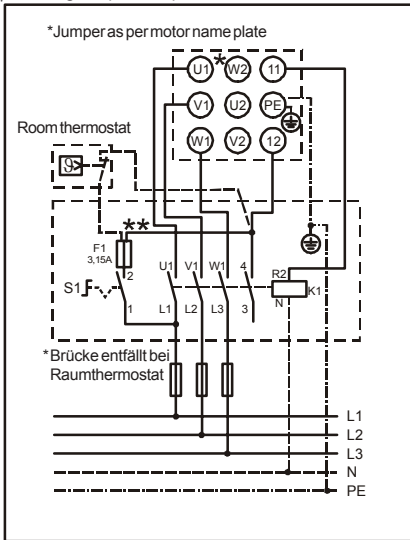 *Jumper as per motor name plate
U1 * W2 11
V1 U2 PE
W1 V2 12
Room thermostat
ϑ
**
F1
3,15A
2
U1 V1 W1 4
R2
K1
N
S1
1 L1 L2 L3 3
*Brücke entfällt bei
Raumthermostat
L1
L2
L3
N
PE